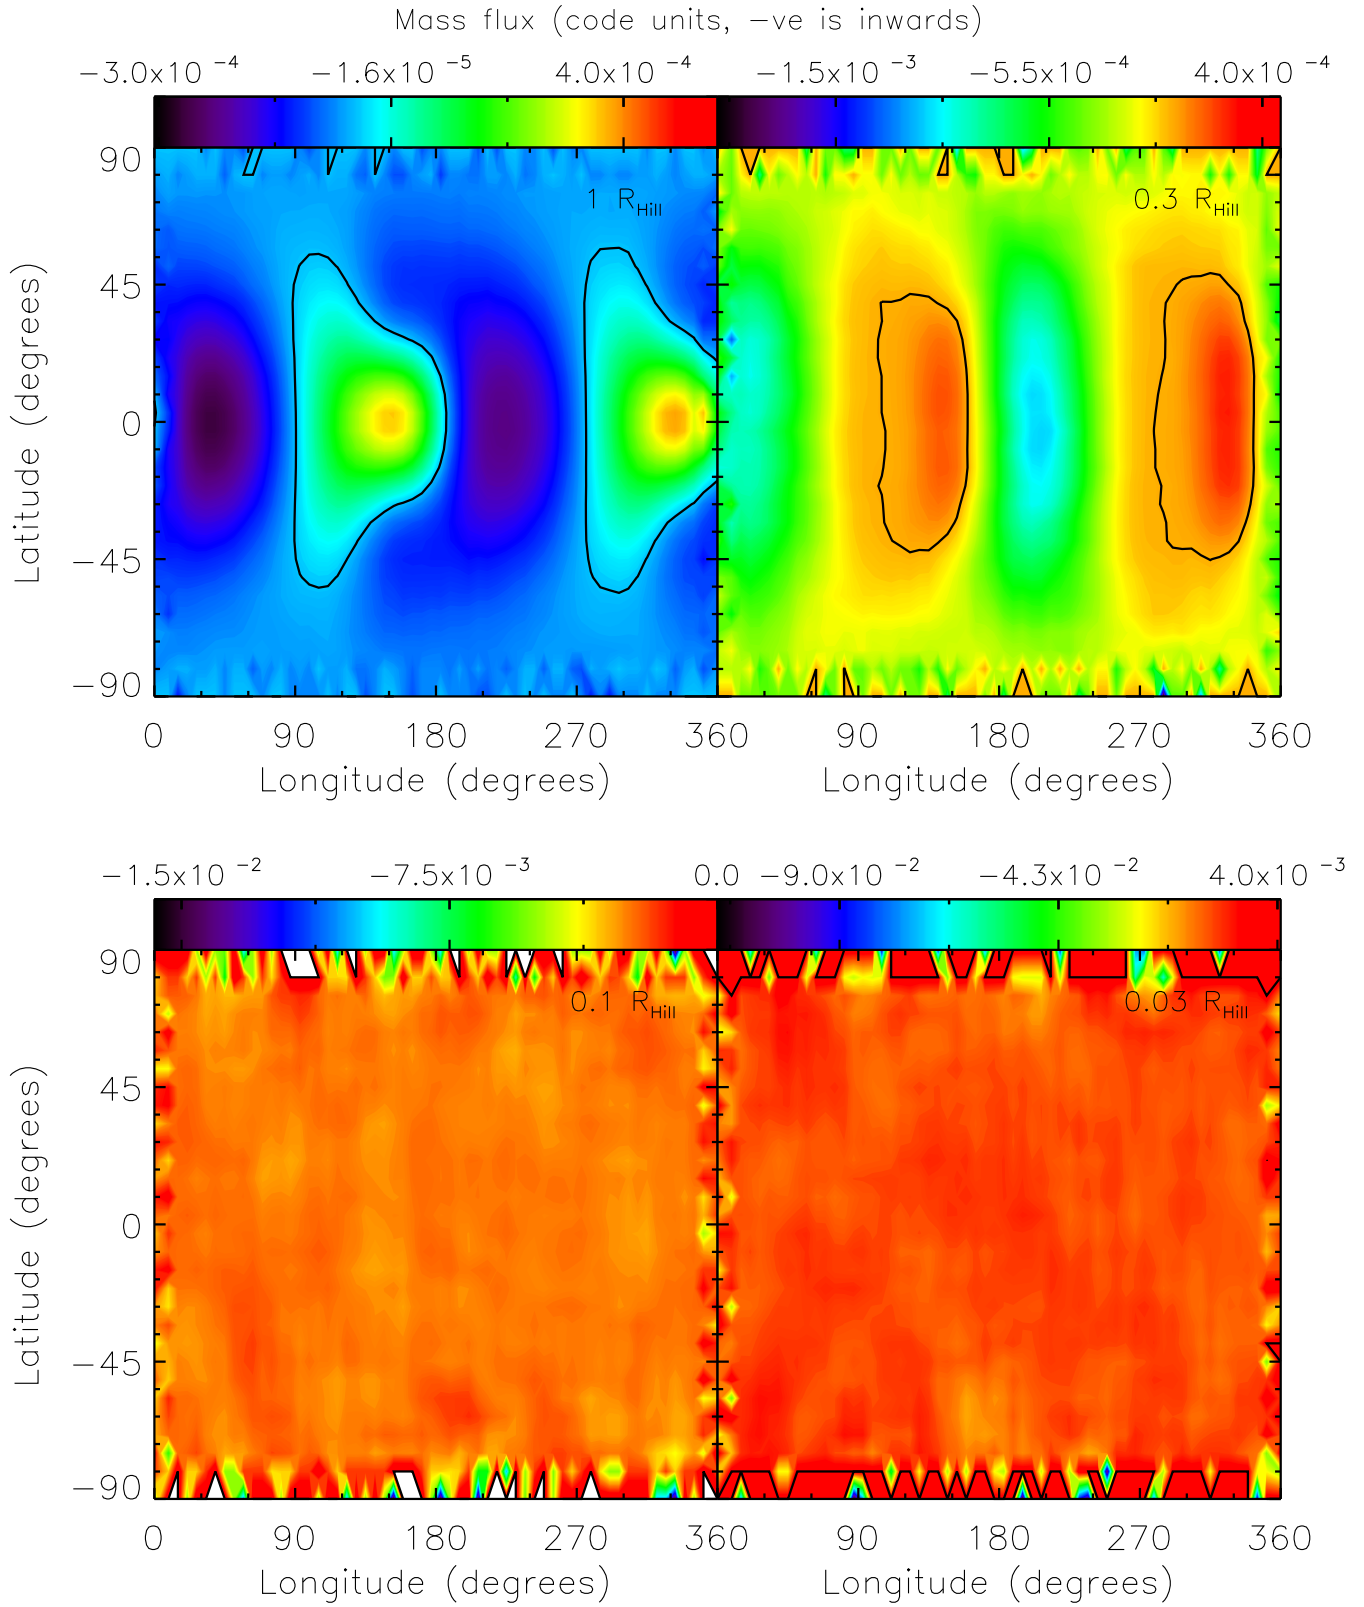 Mass flux (code units, −ve is inwards)
−3.0x10 -4 −1.6x10 -5 4.0x10 -4 −1.5x10 -3 −5.5x10 -4 4.0x10 -4
90
1 RHill
0.3 RHill
45
0
−45
−90
Latitude (degrees)
0 90 180 270 360 90 180 270 360
Longitude (degrees) Longitude (degrees)
−1.5x10 -2 −7.5x10 -3 0.0 −9.0x10 -2 −4.3x10 -2 4.0x10 -3
90
0.1 RHill
0.03 RHill
45
0
−45
−90
Latitude (degrees)
0 90 180 270 360 90 180 270 360
Longitude (degrees) Longitude (degrees)